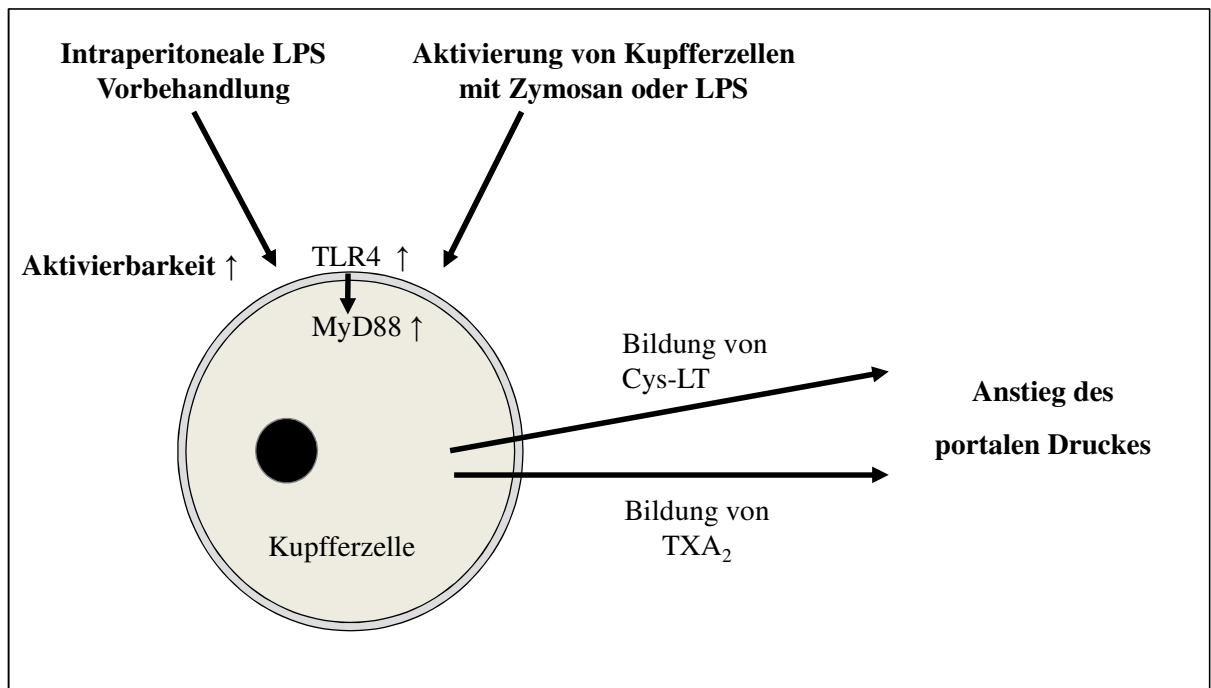 Intraperitoneale LPS
Vorbehandlung
Aktivierung von Kupfferzellen
mit Zymosan oder LPS
Aktivierbarkeit ↑
TLR4 ↑
MyD88 ↑
Bildung von
Cys-LT
Anstieg des
portalen Druckes
Bildung von
TXA₂
Kupfferzelle